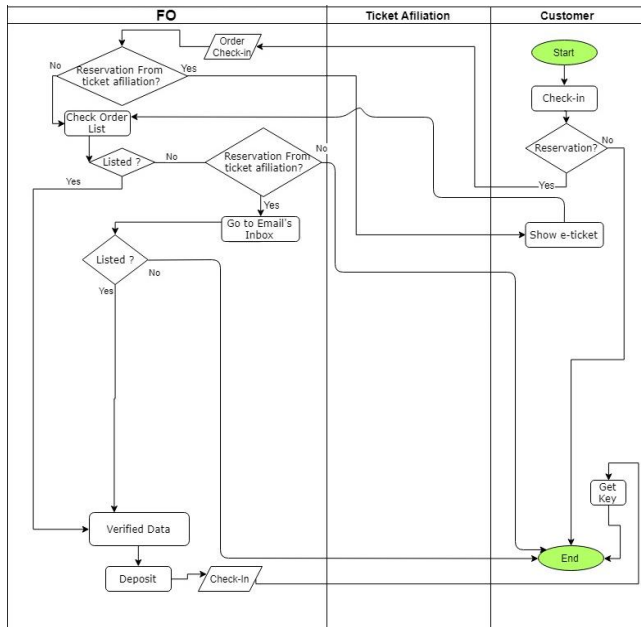 FO
Ticket Afiliation
Customer
Order
Check-in
Start
No
Reservation From
ticket afiliation?
Yes
Check-in
Check Order
List
Reservation?
No
Listed ?
No
Reservation From
ticket afiliation?
No
Yes
Yes
Yes
Go to Email's
Inbox
Show e-ticket
Listed ?
No
Yes
Get
Key
Verified Data
End
Deposit
Check-In